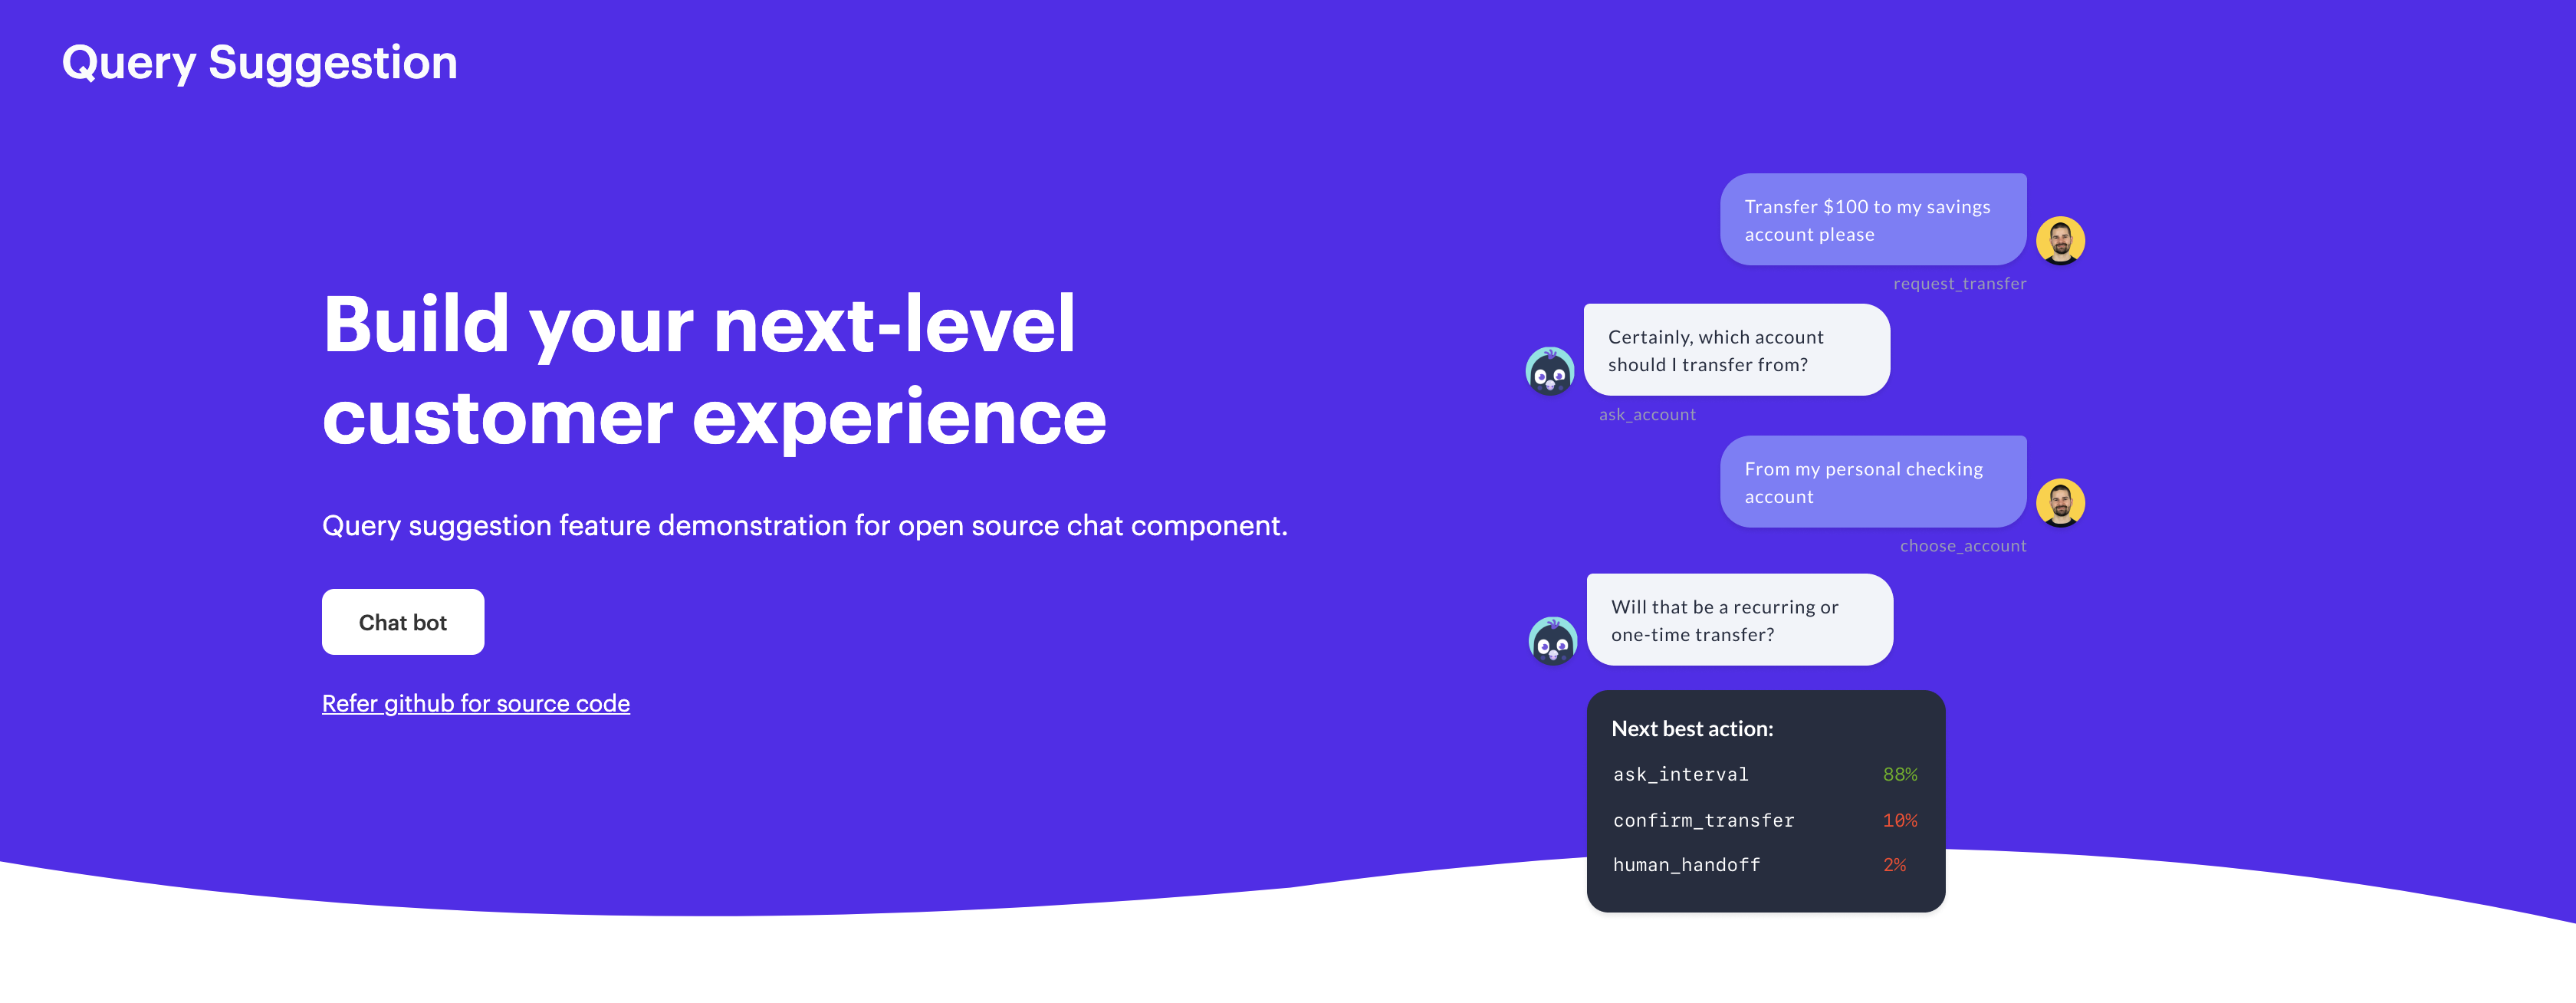 Query Suggestion
Build your next-level
customer experience
Query suggestion feature demonstration for open source chat component.
Chat bot
Refer github for source code
Transfer $100 to my savings
account please
request_transfer
Certainly, which account
should I transfer from?
ask_account
From my personal checking
account
choose_account
Will that be a recurring or
one-time transfer?
Next best action:
ask_interval 88%
confirm_transfer 10%
human_handoff 2%